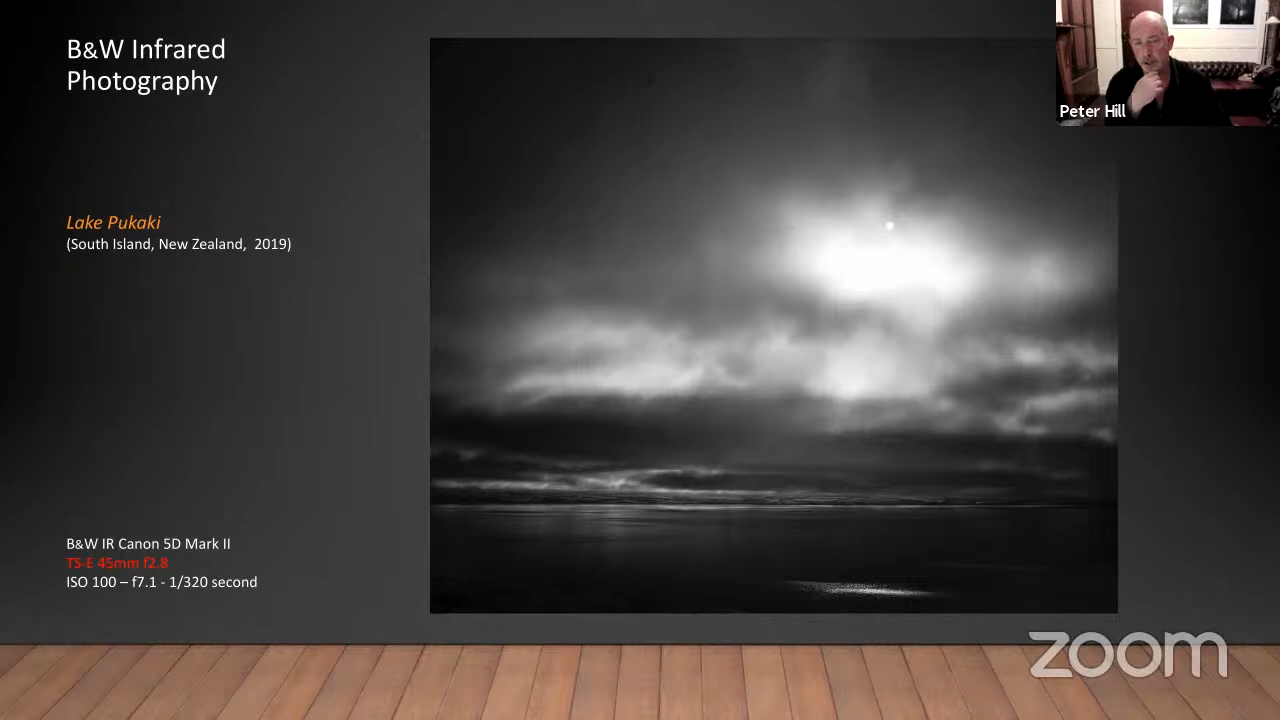 B&W Infrared
Photography
Peter Hill
Lake Pukaki
(South Island, New Zealand, 2019)
B&W IR Canon 5D Mark II
TS-E 45mm f2.8
ISO 100 – f7.1 - 1/320 second
zoom